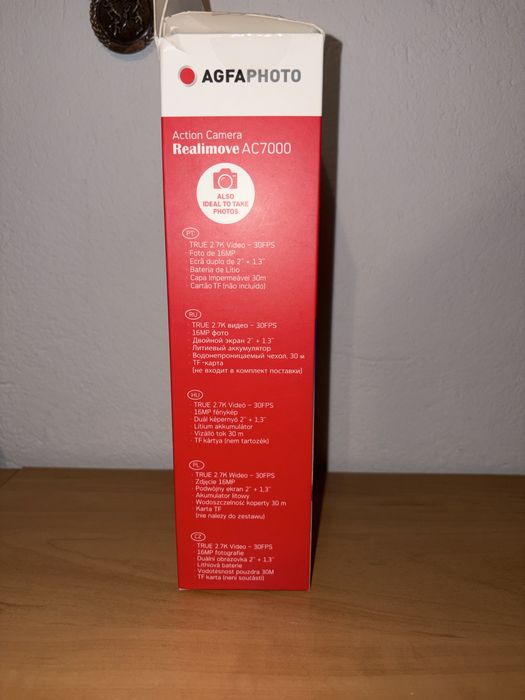 AGFAPHOTO
Action Camera
Realimove AC7000
ALSO
IDEAL TO TAKE
PHOTOS
PT
· TRUE 2.7K Vídeo – 30FPS
· Foto de 16MP
· Ecrã duplo de 2" + 1,3"
· Bateria de Lítio
· Capa Impermeável 30m
· Cartão TF (não incluído)
RU
· TRUE 2.7K видео – 30FPS
· 16MP фото
· Двойной экран 2" + 1,3"
· Литиевый аккумулятор
· Водонепроницаемый чехол, 30 м
· TF-карта
(не входит в комплект поставки)
HU
· TRUE 2.7K Videó – 30FPS
· 16MP fénykép
· Duál képernyő 2" + 1,3"
· Lítium akkumulátor
· Vízálló tok 30 m
· TF kártya (nem tartozék)
PL
· TRUE 2.7K Wideo – 30FPS
· Zdjęcie 16MP
· Podwójny ekran 2" + 1,3"
· Akumulator litowy
· Wodoszczelność koperty 30 m
· Karta TF
(nie należy do zestawu)
CZ
· TRUE 2.7K Video – 30FPS
· 16MP fotografie
· Duální obrazovka 2" + 1,3"
· Lithiová baterie
· Vodotěsnost pouzdra 30M
· TF karta (není součástí)